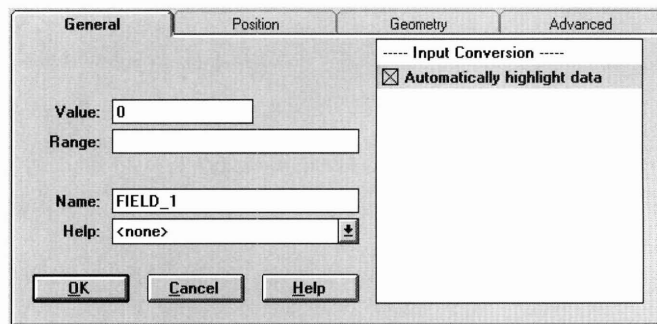 General Position Geometry Advanced
----- Input Conversion -----
Automatically highlight data
Value: 0
Range:
Name: FIELD_1
Help: <none>
OK Cancel Help